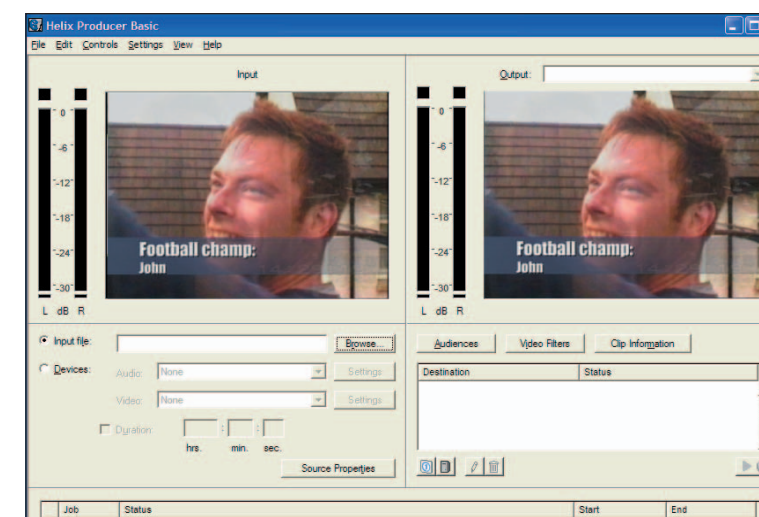 Helix Producer Basic
File Edit Controls Settings View Help
Input
Output:
0
-6
-12
-18
-24
-30
L dB R
Football champ:
John
0
-6
-12
-18
-24
-30
L dB R
Football champ:
John
Input file:
Browse...
Devices:
Audio: None Settings
Video: None Settings
Duration
: :
hrs. min. sec.
Source Properties
Audiences Video Filters Clip Information
Destination Status
Job Status Start End